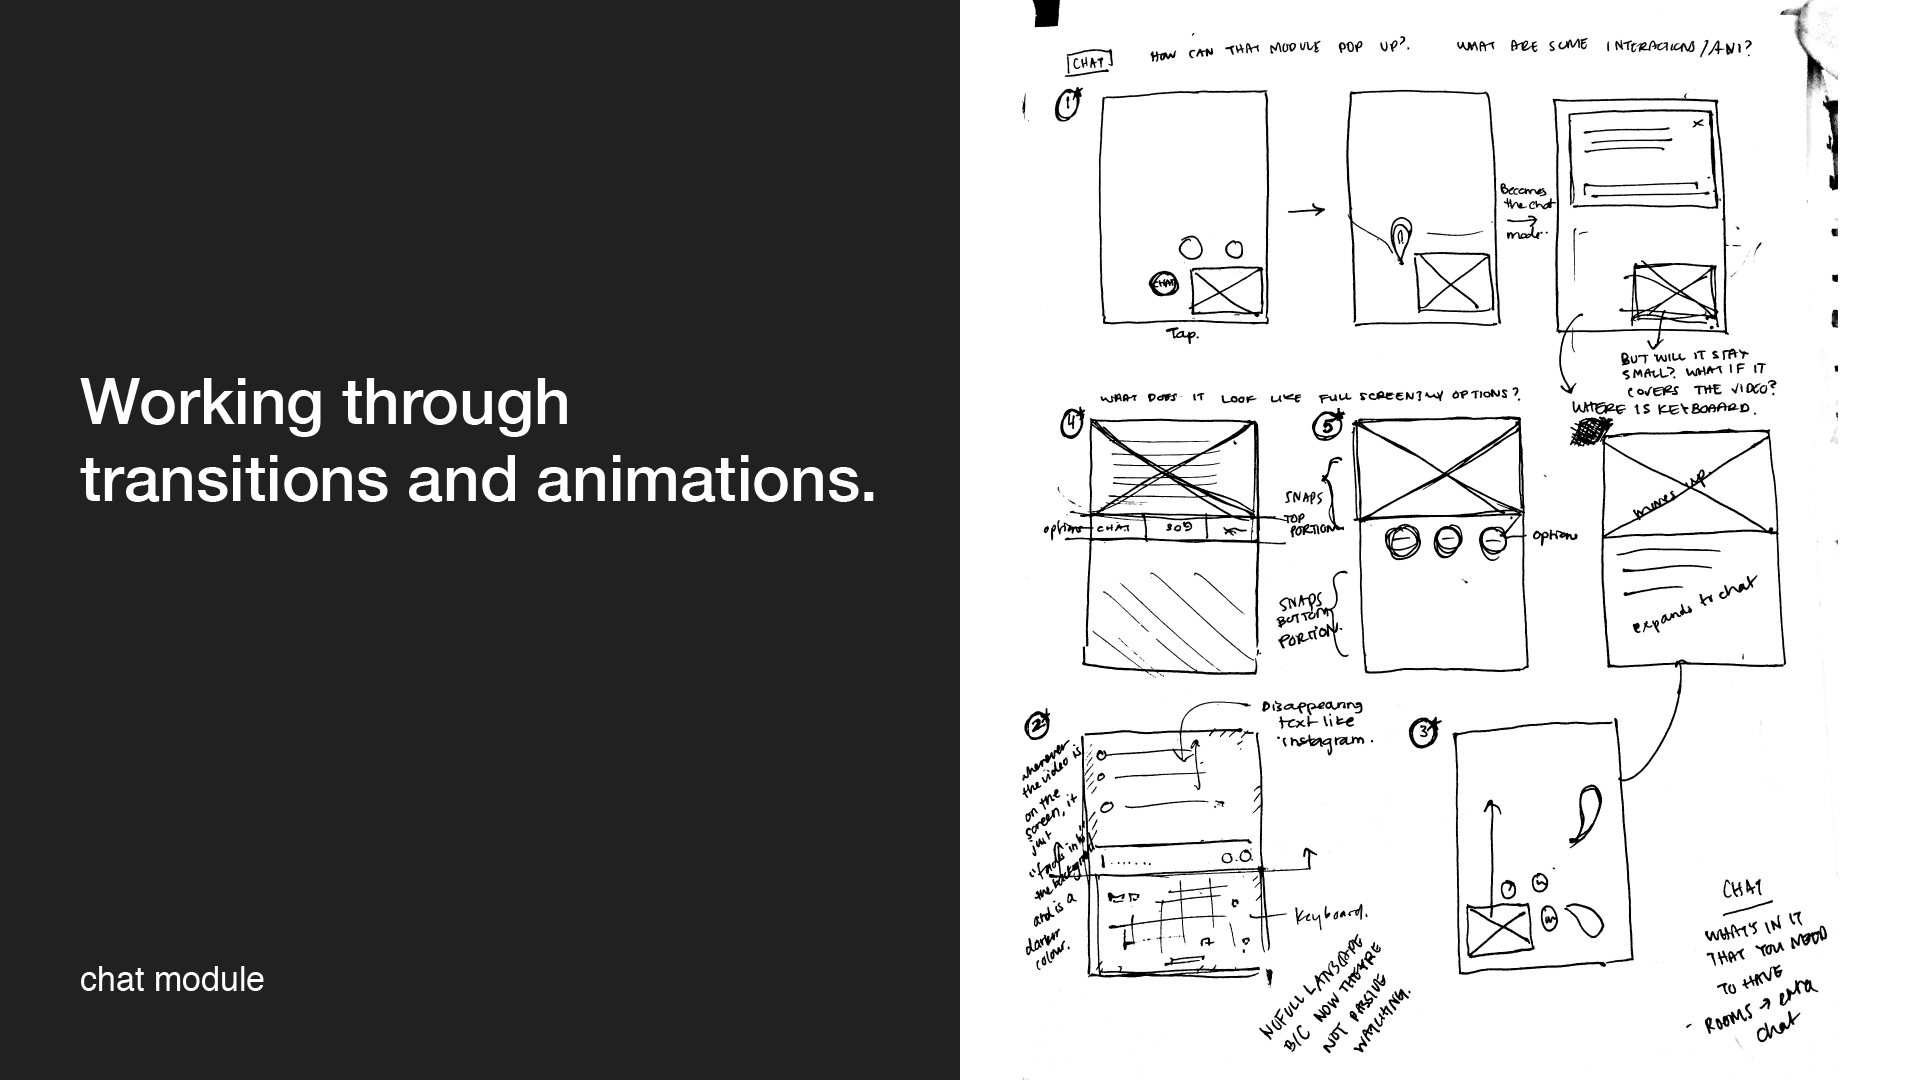 Working through
transitions and animations.
chat module
CHAT
HOW CAN THAT MODULE POP UP?.
WHAT ARE SOME INTERACTIONS/ANI?
1
CHAT
Tap.
Becomes
the chat
mode.
BUT WILL IT STAY
SMALL? WHAT IF IT
COVERS THE VIDEO?
WHERE IS KEYBOARD.
WHAT DOES IT LOOK LIKE FULL SCREEN? MY OPTIONS?
4
options
CHAT
SNAPS
TOP
PORTION
SNAPS
BOTTOM
PORTION.
5
options
moves up.
expands to chat
2
wherever
the video is
on the
screen, it
just
"fades into"
the background
and is a
darker
colour.
Disappearing
text like
instagram.
Keyboard.
NO FULL LANDSCAPE
B/C NOW THEY'RE
NOT PASSIVE
WATCHING.
3
CHAT
WHAT'S IN IT
THAT YOU NEED
TO HAVE
- ROOMS → extra
chat